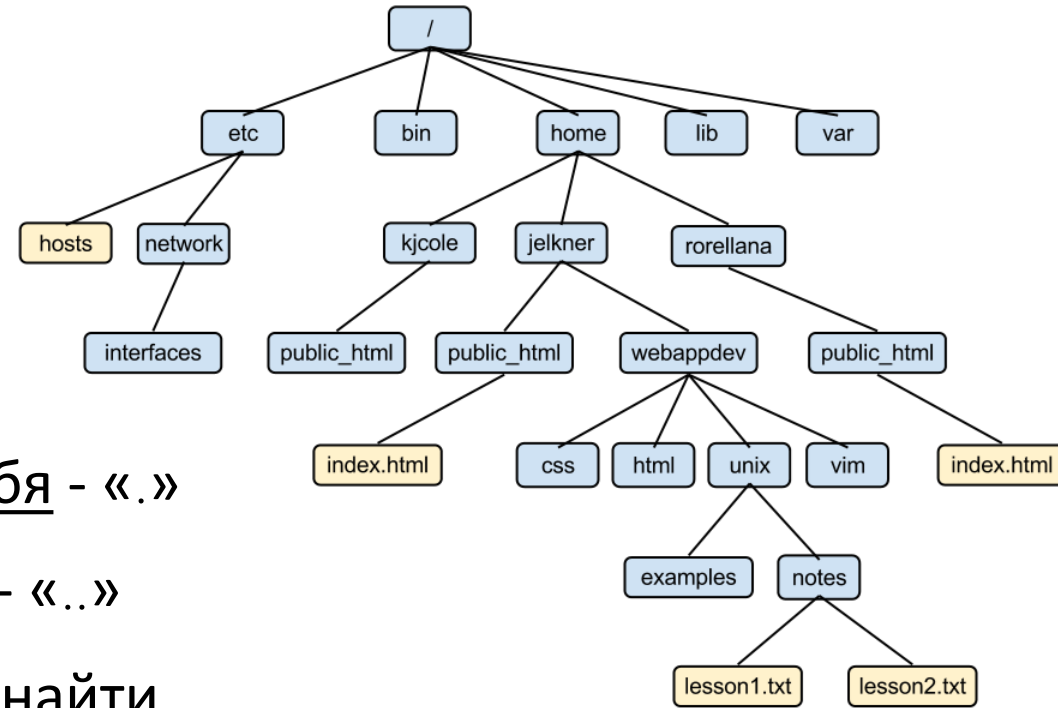 /
etc bin home lib var
hosts network kjcole jelkner rorellana
interfaces public_html public_html webappdev public_html
index.html css html unix vim index.html
бя - «.»
examples notes
- «..»
lesson1.txt lesson2.txt
найти